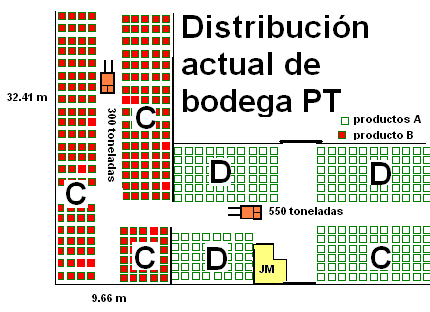 Distribución
actual de
bodega PT
productos A
producto B
32.41 m
300 toneladas
C
C
D
D
550 toneladas
C
D
JM
C
9.66 m